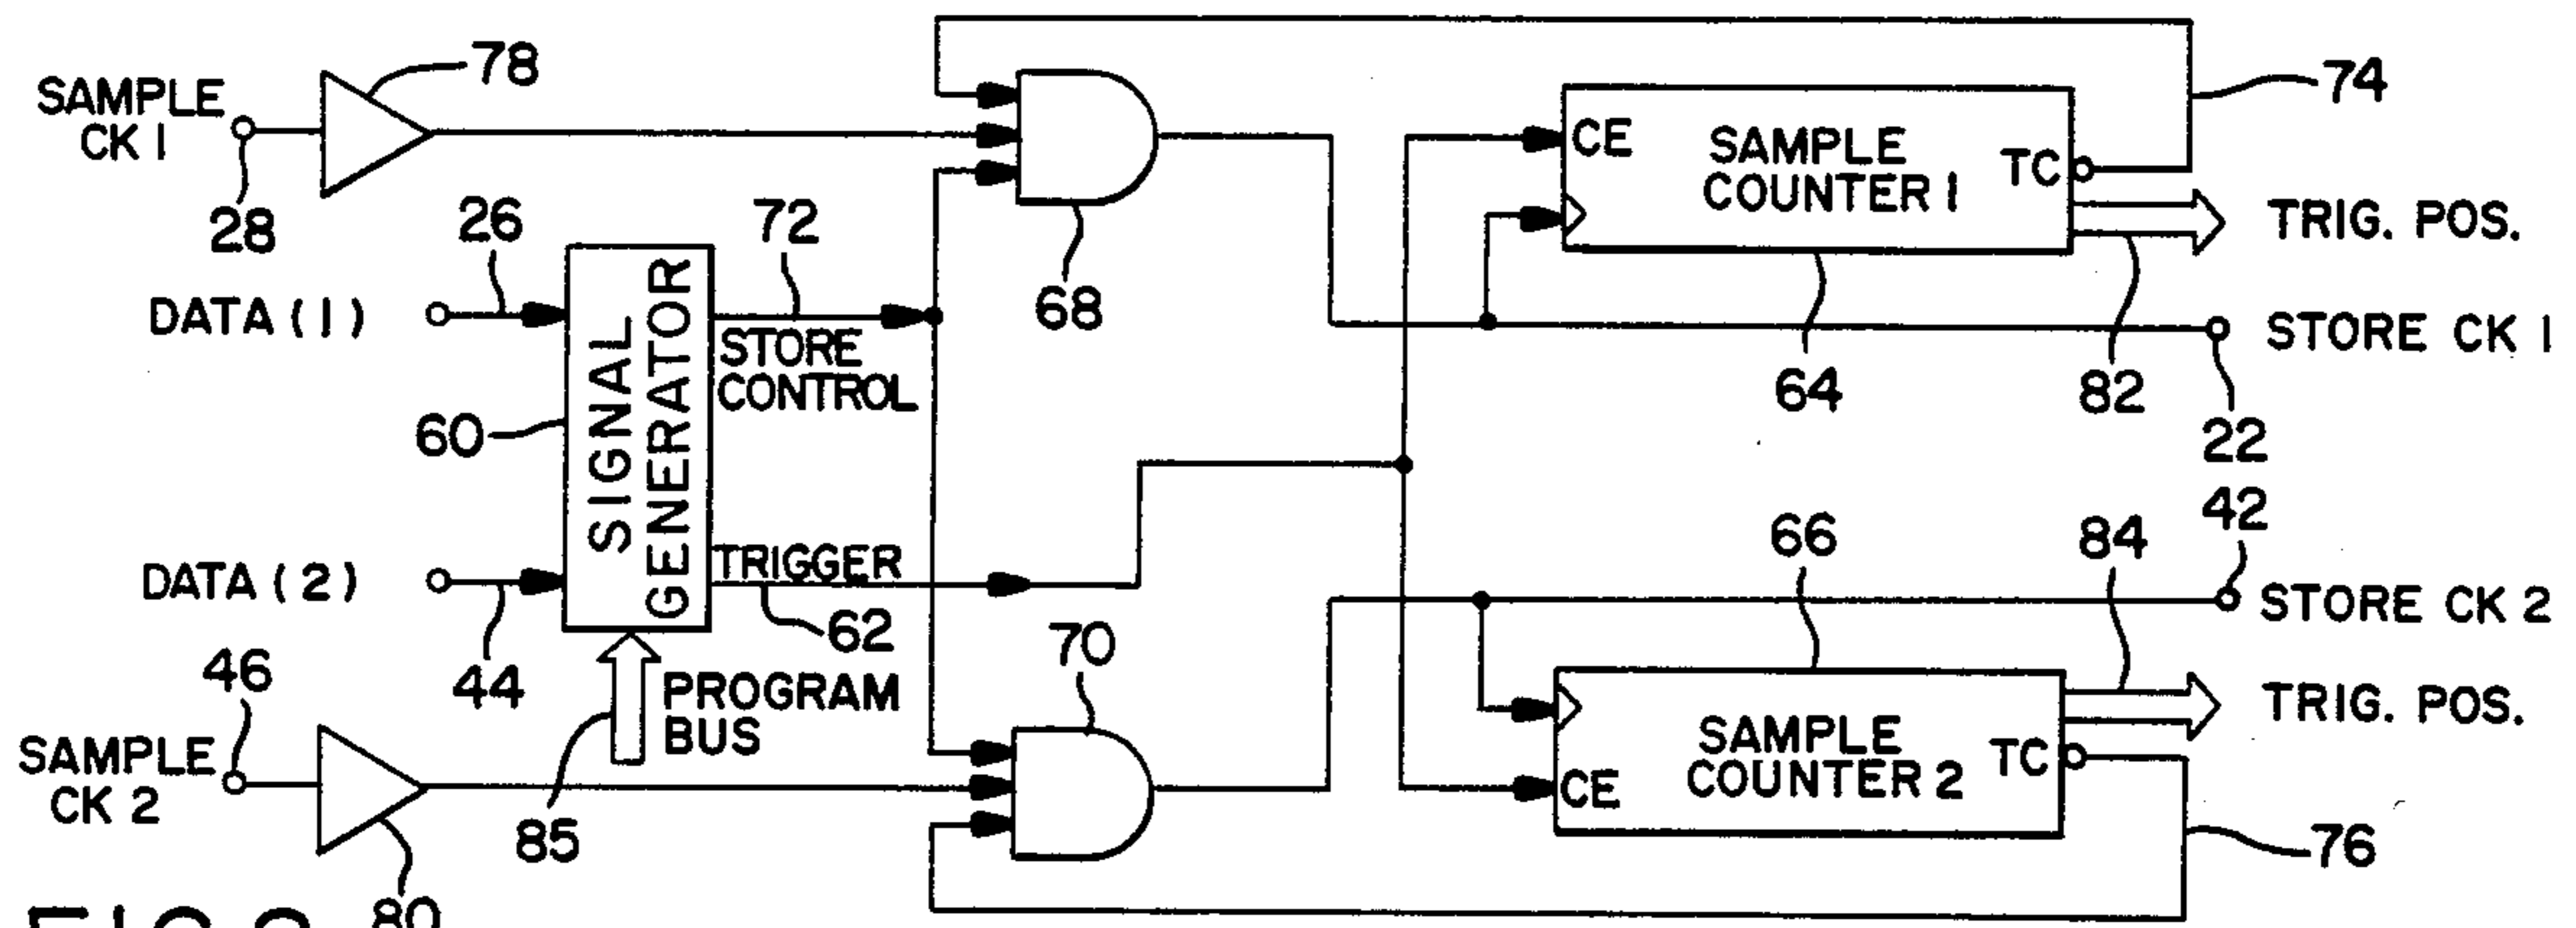 78
SAMPLE
CK 1
28
26
72
DATA (1)
SIGNAL
GENERATOR
60
STORE
CONTROL
68
CE
SAMPLE
COUNTER 1
TC
74
TRIG. POS.
64
82
STORE CK 1
22
DATA (2)
44
TRIGGER
62
85
PROGRAM
BUS
46
SAMPLE
CK 2
80
70
66
84
42
STORE CK 2
TRIG. POS.
SAMPLE
COUNTER 2
CE
TC
76